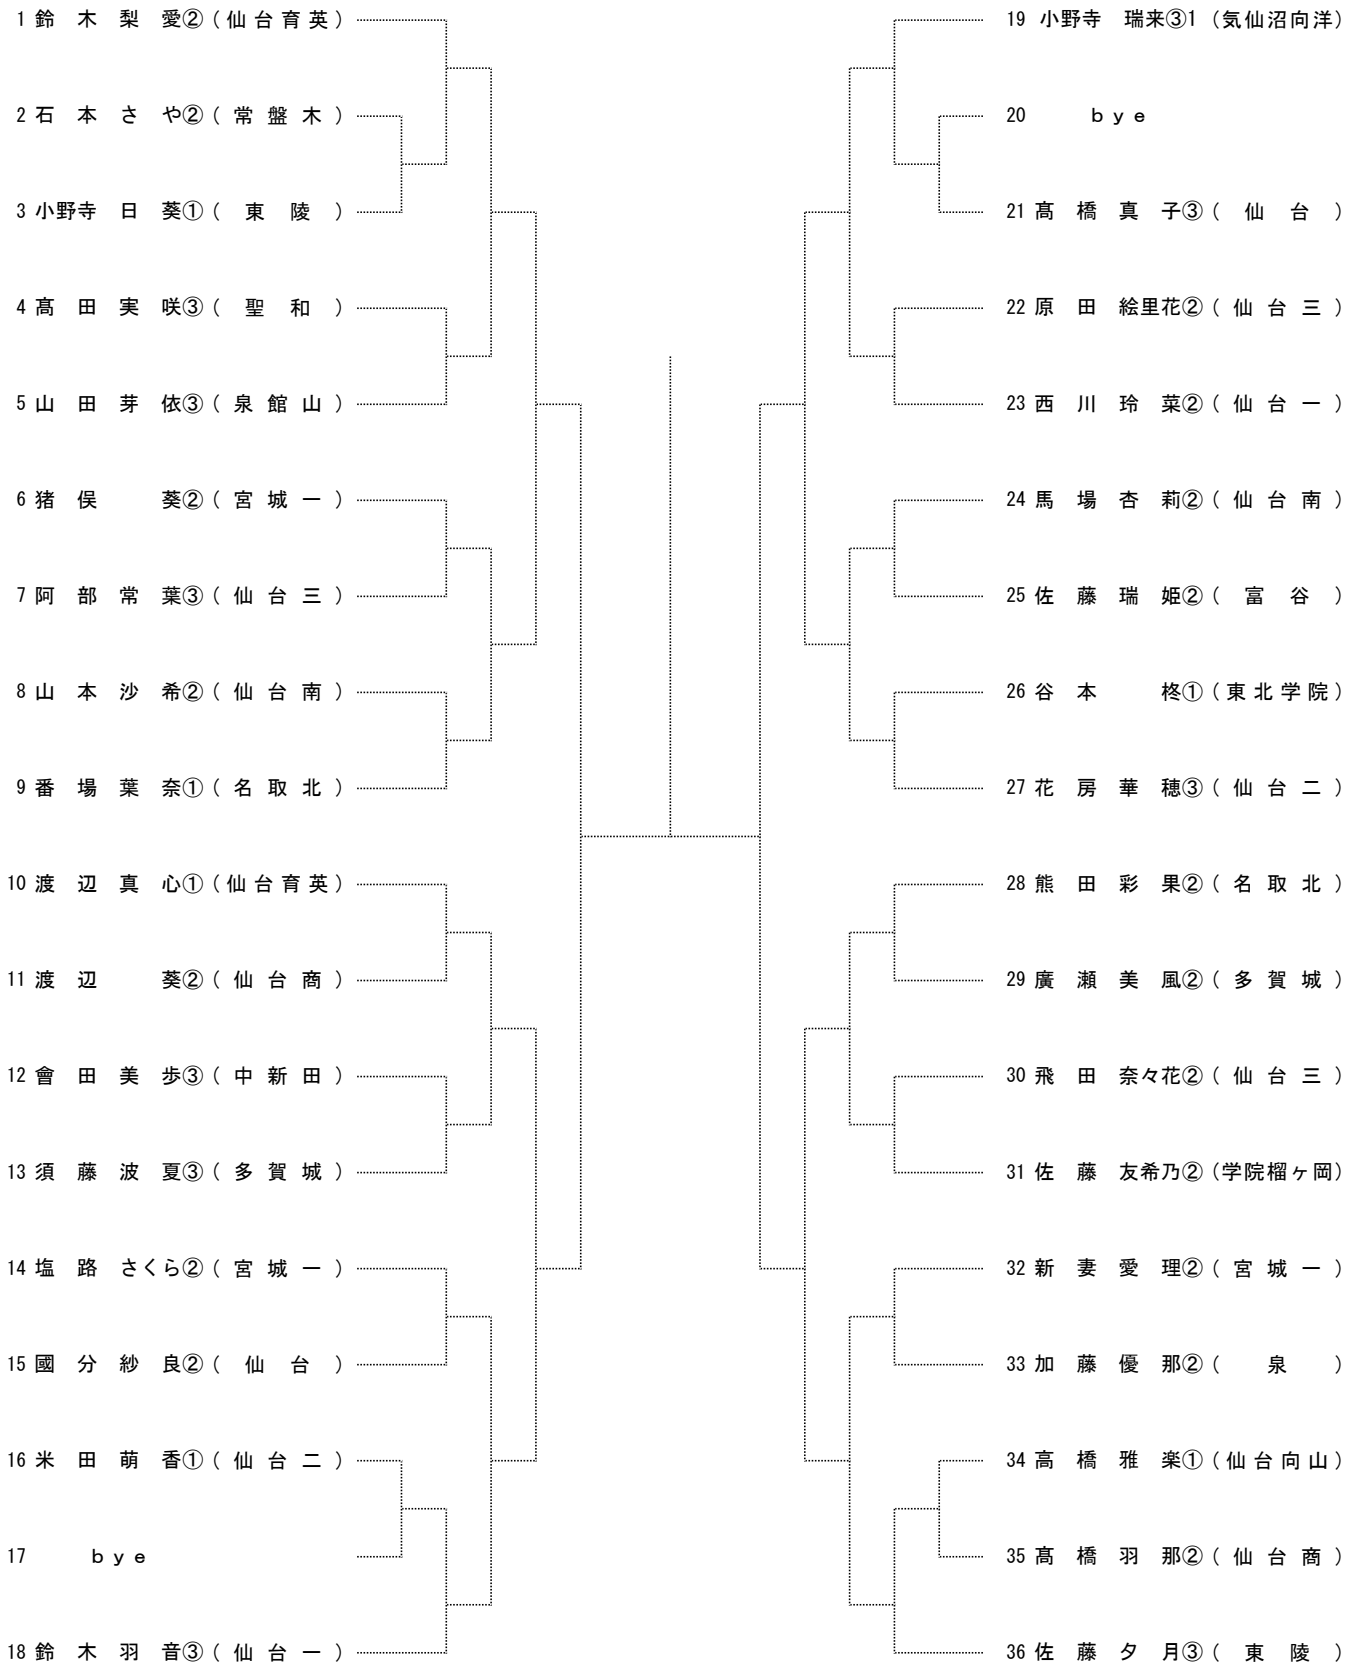 1 鈴木梨愛②(仙台育英)
2 石本さや②(常盤木)
3 小野寺日葵①(東陵)
4 髙田実咲③(聖和)
5 山田芽依③(泉館山)
6 猪俣葵②(宮城一)
7 阿部常葉③(仙台三)
8 山本沙希②(仙台南)
9 番場葉奈①(名取北)
10 渡辺真心①(仙台育英)
11 渡辺葵②(仙台商)
12 會田美歩③(中新田)
13 須藤波夏③(多賀城)
14 塩路さくら②(宮城一)
15 國分紗良②(仙台)
16 米田萌香①(仙台二)
17 bye
18 鈴木羽音③(仙台一)
19 小野寺瑞来③1(気仙沼向洋)
20 bye
21 髙橋真子③(仙台)
22 原田絵里花②(仙台三)
23 西川玲菜②(仙台一)
24 馬場杏莉②(仙台南)
25 佐藤瑞姫②(富谷)
26 谷本柊①(東北学院)
27 花房華穂③(仙台二)
28 熊田彩果②(名取北)
29 廣瀬美風②(多賀城)
30 飛田奈々花②(仙台三)
31 佐藤友希乃②(学院榴ヶ岡)
32 新妻愛理②(宮城一)
33 加藤優那②(泉)
34 高橋雅楽①(仙台向山)
35 髙橋羽那②(仙台商)
36 佐藤夕月③(東陵)